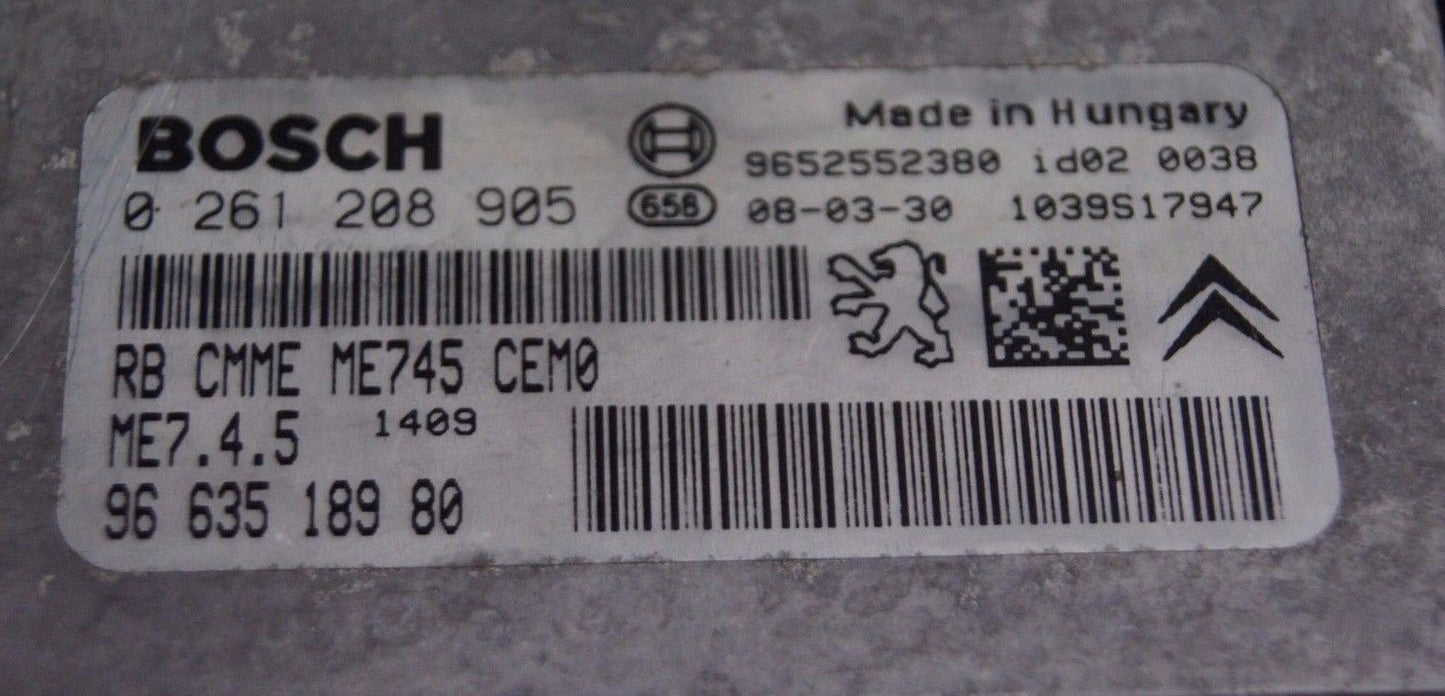 BOSCH
Made in Hungary
9652552380 id02 0038
0 261 208 905
656
08-03-30 1039S17947
RB CMME ME745 CEM0
ME7.4.5 1409
96 635 189 80